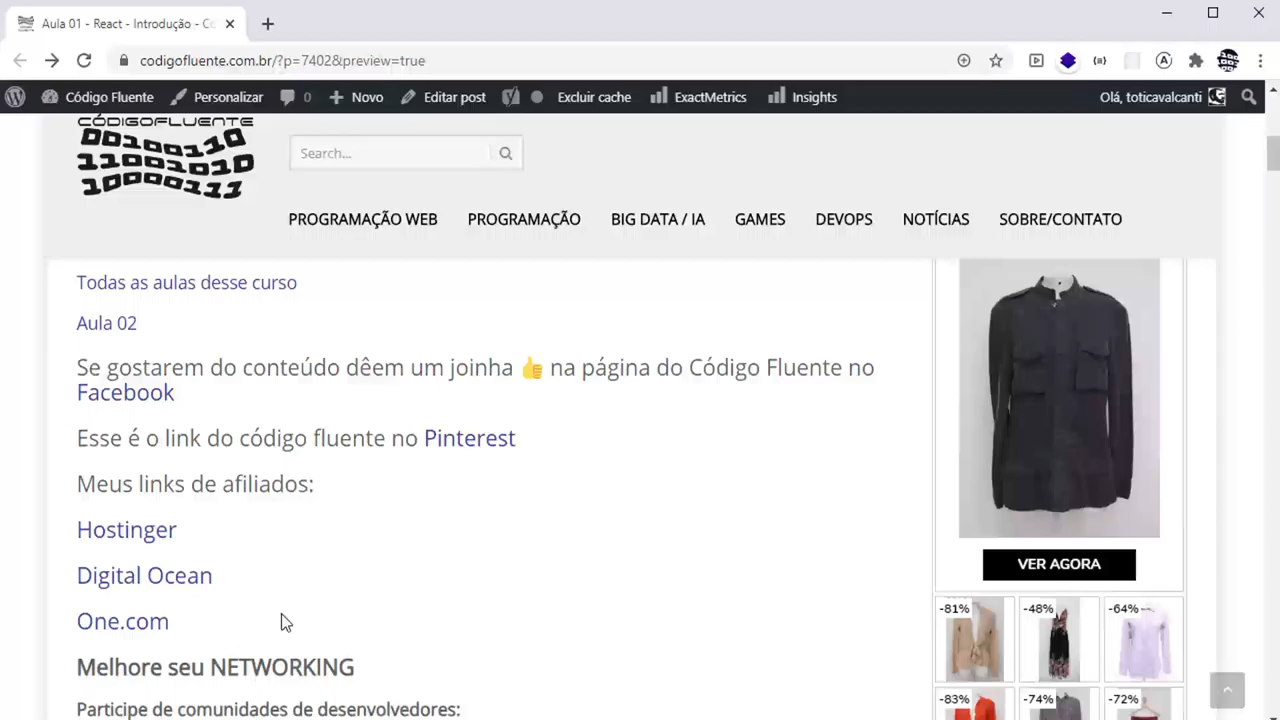 Aula 01 - React - Introdução - Co
codigofluente.com.br/?p=7402&preview=true
Código Fluente Personalizar 0 Novo Editar post Excluir cache ExactMetrics Insights Olá, toticavalcanti
CÓDIGOFLUENTE
00100110
11001010
10000111
Search...
PROGRAMAÇÃO WEB PROGRAMAÇÃO BIG DATA / IA GAMES DEVOPS NOTÍCIAS SOBRE/CONTATO
Todas as aulas desse curso
Aula 02
Se gostarem do conteúdo dêem um joinha 👍 na página do Código Fluente no
Facebook
Esse é o link do código fluente no Pinterest
Meus links de afiliados:
Hostinger
Digital Ocean
One.com
Melhore seu NETWORKING
Participe de comunidades de desenvolvedores:
VER AGORA
-81% -48% -64%
-83% -74% -72%